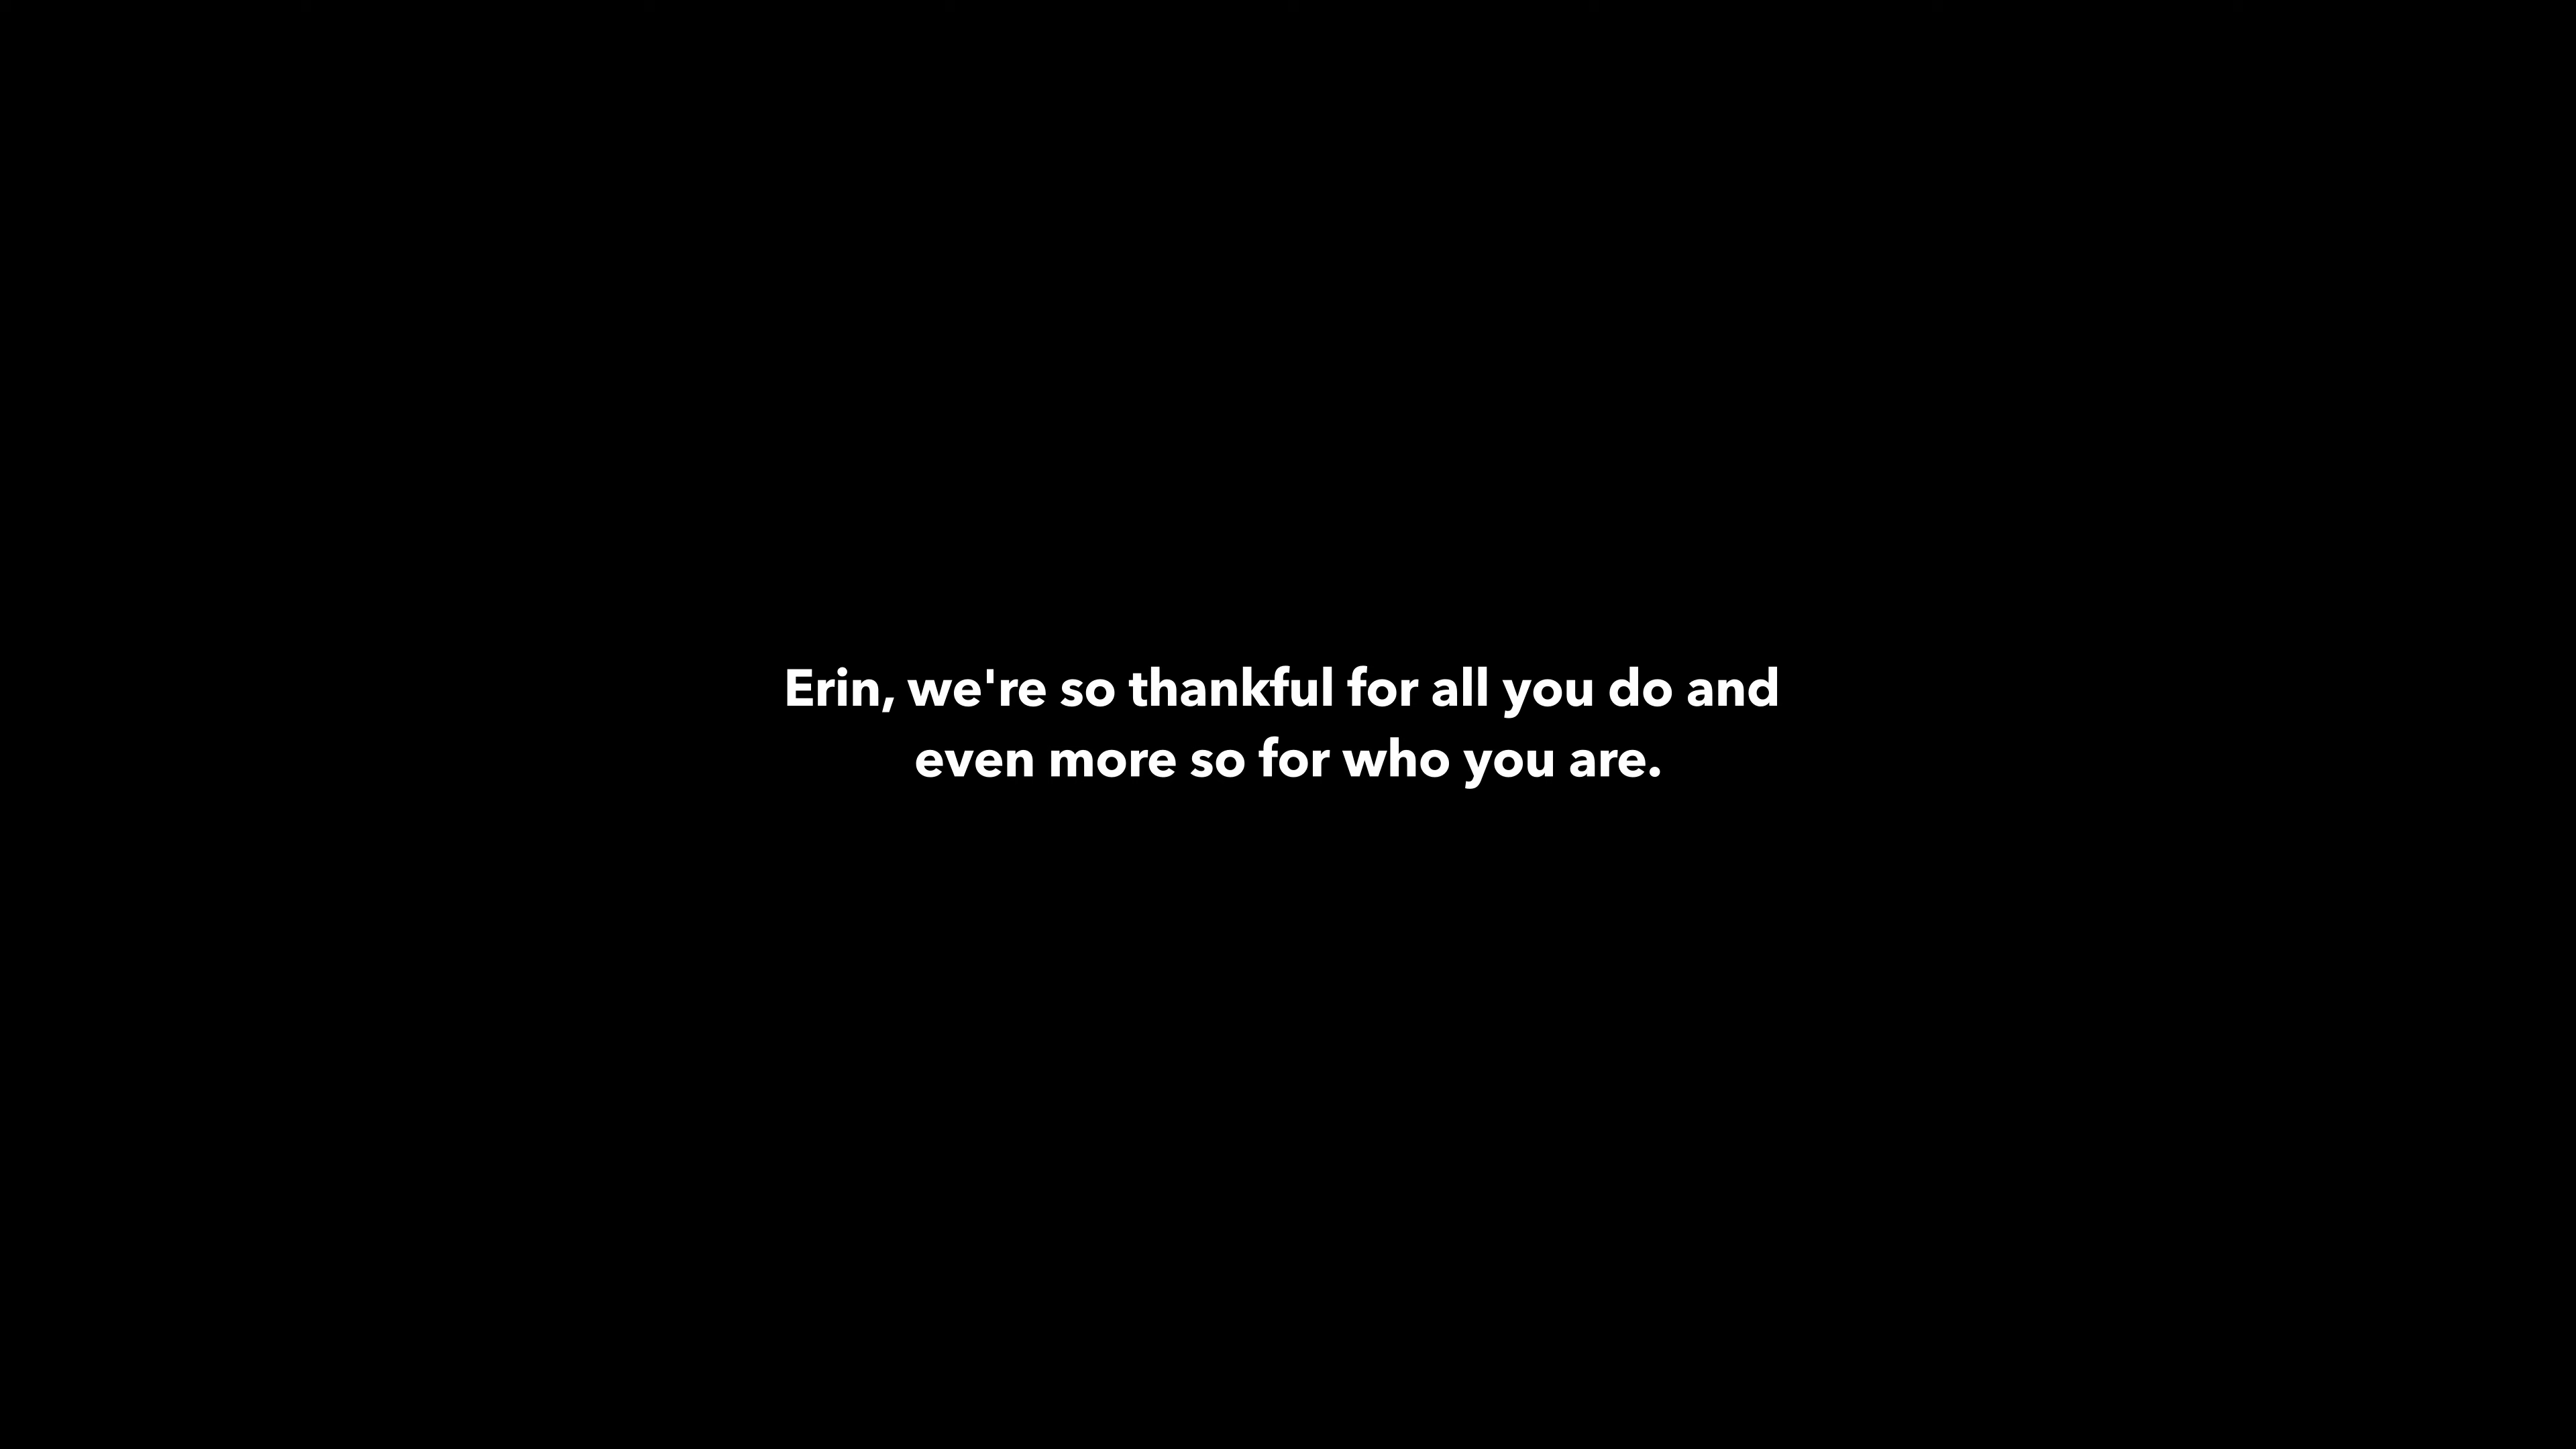 Erin, we're so thankful for all you do and
even more so for who you are.